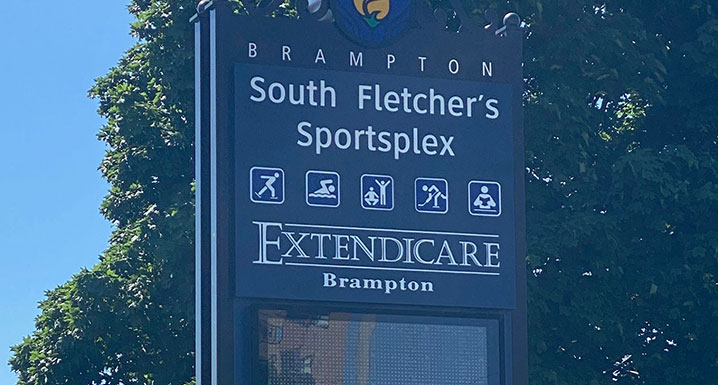 BRAMPTON
South Fletcher's
Sportsplex
EXTENDICARE
Brampton